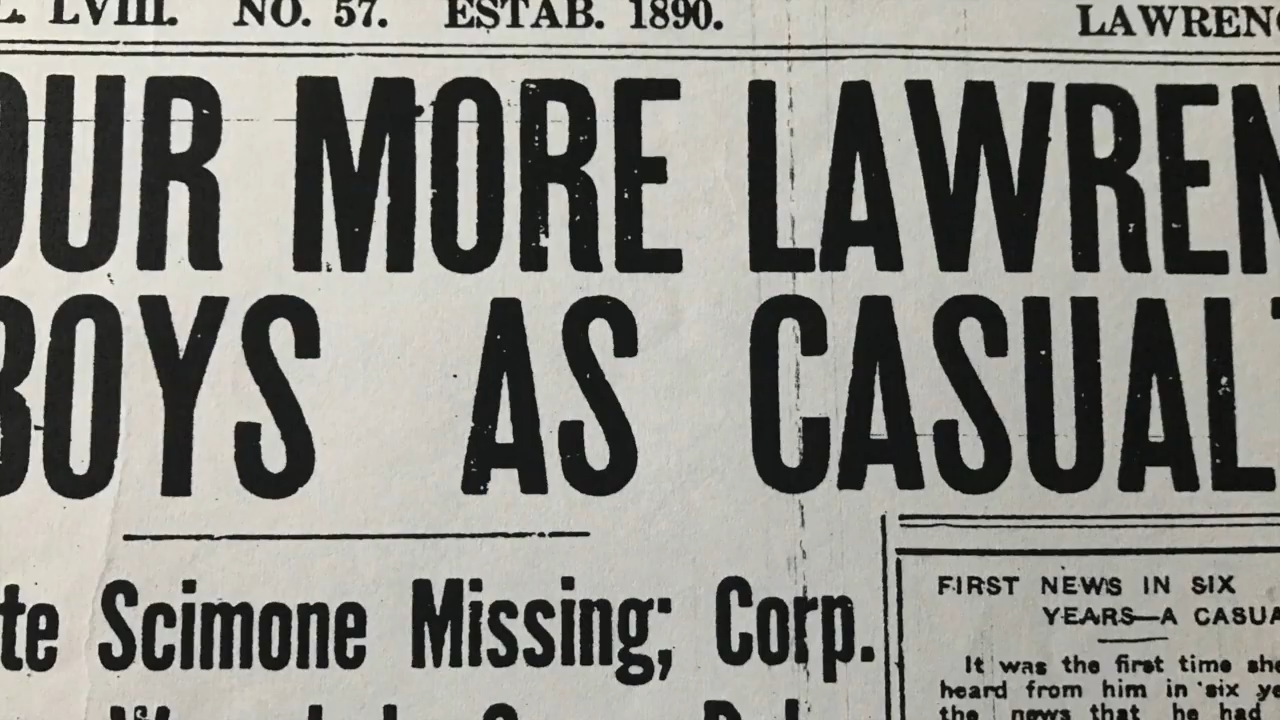 L. LVIII. NO. 57. ESTAB. 1890. LAWRENC
OUR MORE LAWREN
BOYS AS CASUALT
te Scimone Missing; Corp.
FIRST NEWS IN SIX
YEARS—A CASUA
It was the first time she
heard from him in six ye
the news that he had